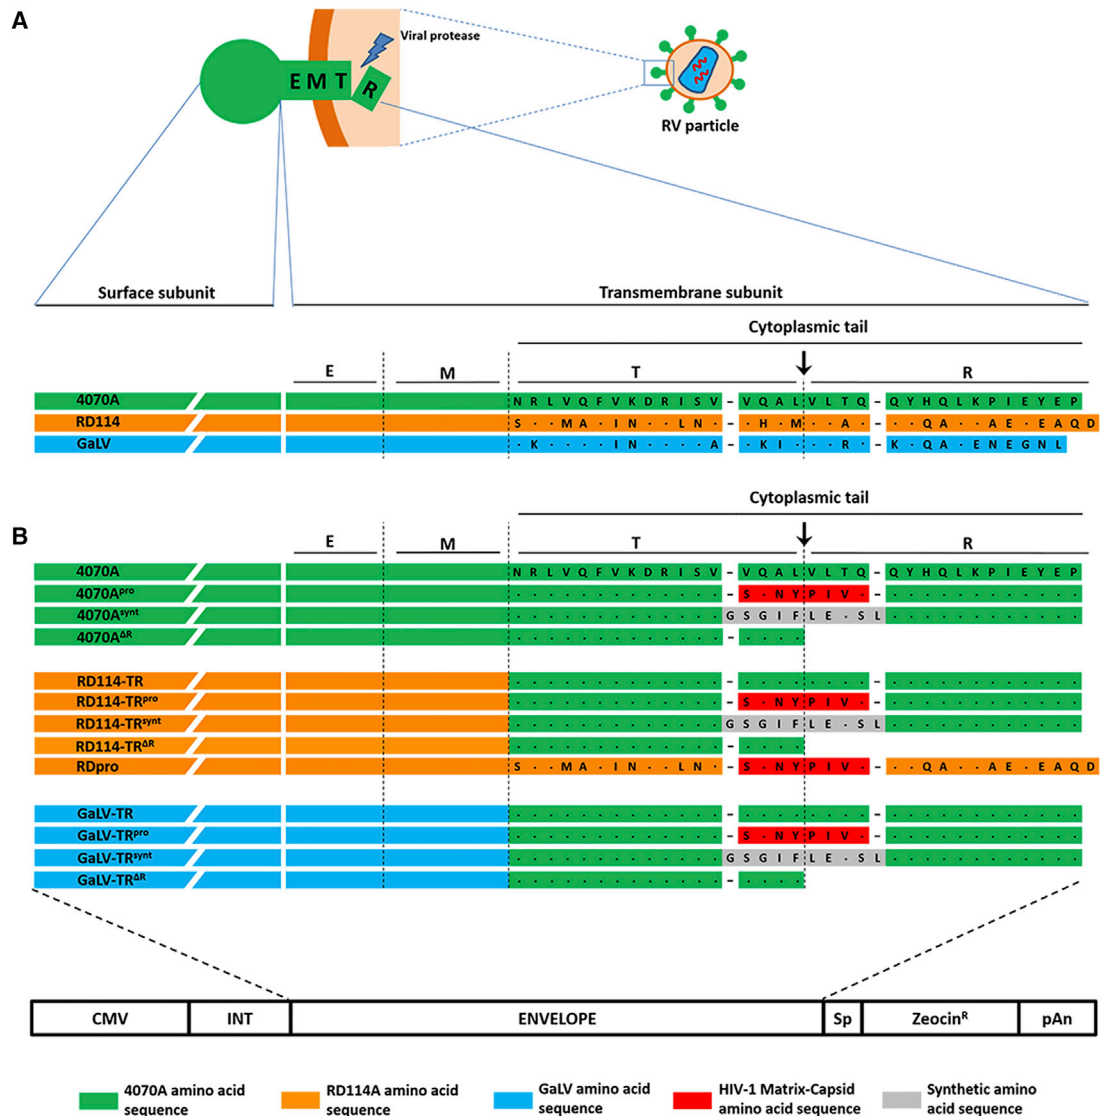 A
Viral protease
E M T R
RV particle
Surface subunit
Transmembrane subunit
Cytoplasmic tail
E M T R
4070A N R L V Q F V K D R I S V - V Q A L V L T Q - Q Y H Q L K P I E Y E P
RD114 S · · M A · I N · · L N · - · H · M · · A · - · · Q A · · A E · E A Q D
GaLV · K · · · · I N · · · · A - · K I · · · R · - K · Q A · E N E G N L
Cytoplasmic tail
B
E M T R
4070A N R L V Q F V K D R I S V - V Q A L V L T Q - Q Y H Q L K P I E Y E P
4070Apro · · · · · · · · · · · · · - S · N Y P I V · - · · · · · · · · · · · ·
4070Asynt · · · · · · · · · · · · · G S G I F L E · S L · · · · · · · · · · · ·
4070AΔR · · · · · · · · · · · · · - · · · ·
RD114-TR · · · · · · · · · · · · · - · · · · · · · · - · · · · · · · · · · · ·
RD114-TRpro · · · · · · · · · · · · · - S · N Y P I V · - · · · · · · · · · · · ·
RD114-TRsynt · · · · · · · · · · · · · G S G I F L E · S L · · · · · · · · · · · ·
RD114-TRΔR · · · · · · · · · · · · · - · · · ·
RDpro S · · M A · I N · · L N · - S · N Y P I V · - · · Q A · · A E · E A Q D
GaLV-TR · · · · · · · · · · · · · - · · · · · · · · - · · · · · · · · · · · ·
GaLV-TRpro · · · · · · · · · · · · · - S · N Y P I V · - · · · · · · · · · · · ·
GaLV-TRsynt · · · · · · · · · · · · · G S G I F L E · S L · · · · · · · · · · · ·
GaLV-TRΔR · · · · · · · · · · · · · - · · · ·
CMV INT ENVELOPE Sp ZeocinR pAn
4070A amino acid
sequence
RD114A amino acid
sequence
GaLV amino acid
sequence
HIV-1 Matrix-Capsid
amino acid sequence
Synthetic amino
acid sequence